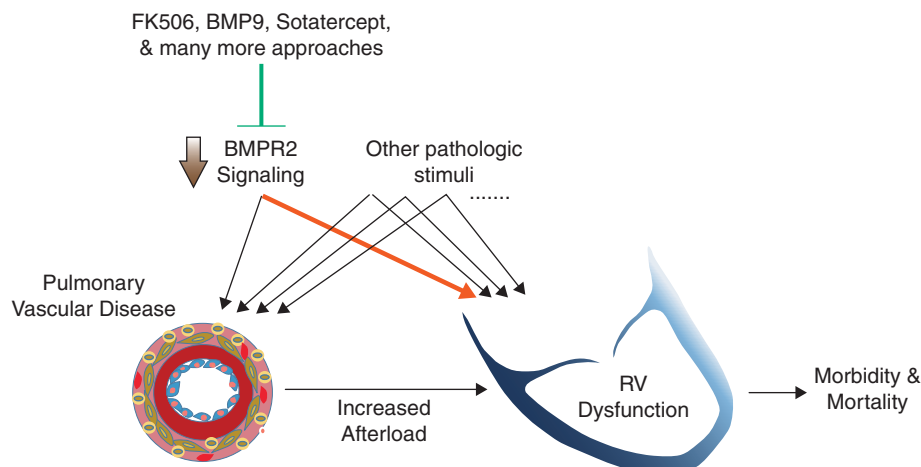 FK506, BMP9, Sotatercept,
& many more approaches
BMPR2
Signaling
Other pathologic
stimuli
.......
Pulmonary
Vascular Disease
Increased
Afterload
RV
Dysfunction
Morbidity &
Mortality